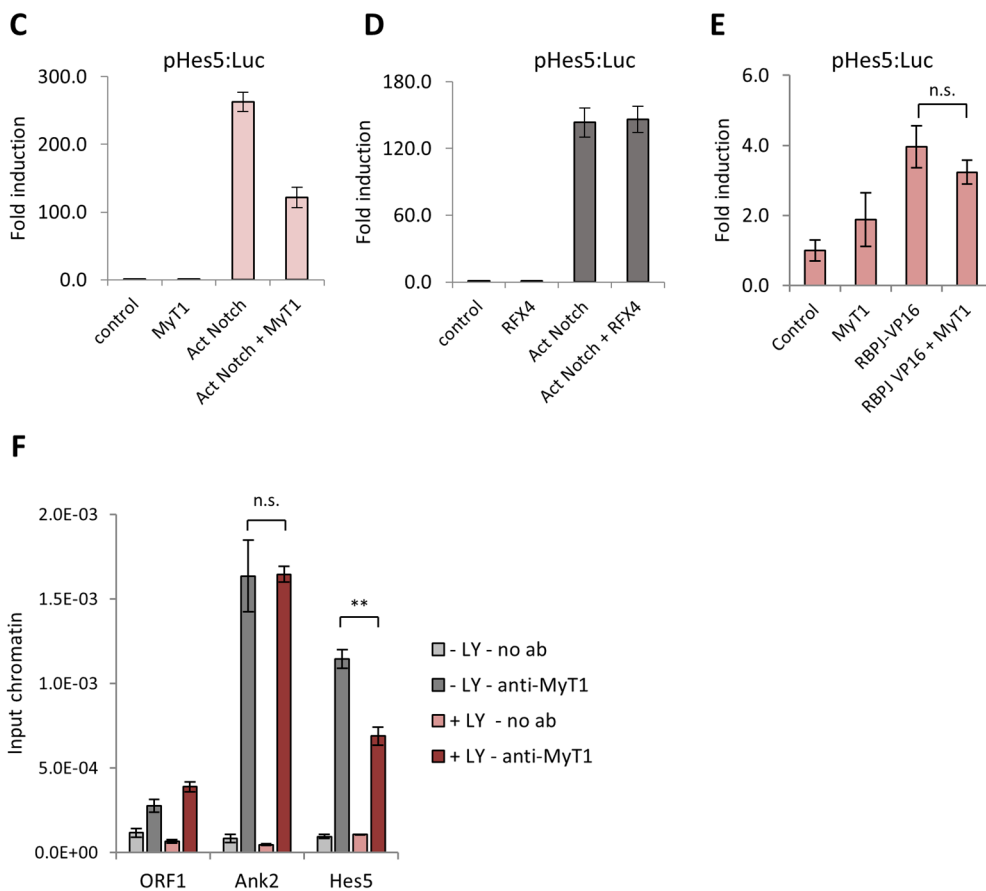 C
pHes5:Luc
Fold induction
300.0
200.0
100.0
0.0
control
MyT1
Act Notch
Act Notch + MyT1
D
pHes5:Luc
Fold induction
180.0
120.0
60.0
0.0
control
RFX4
Act Notch
Act Notch + RFX4
E
pHes5:Luc
n.s.
Fold induction
6.0
4.0
2.0
0.0
Control
MyT1
RBPJ-VP16
RBPJ VP16 + MyT1
F
n.s.
**
Input chromatin
2.0E-03
1.5E-03
1.0E-03
5.0E-04
0.0E+00
ORF1
Ank2
Hes5
- LY - no ab
- LY - anti-MyT1
+ LY - no ab
+ LY - anti-MyT1